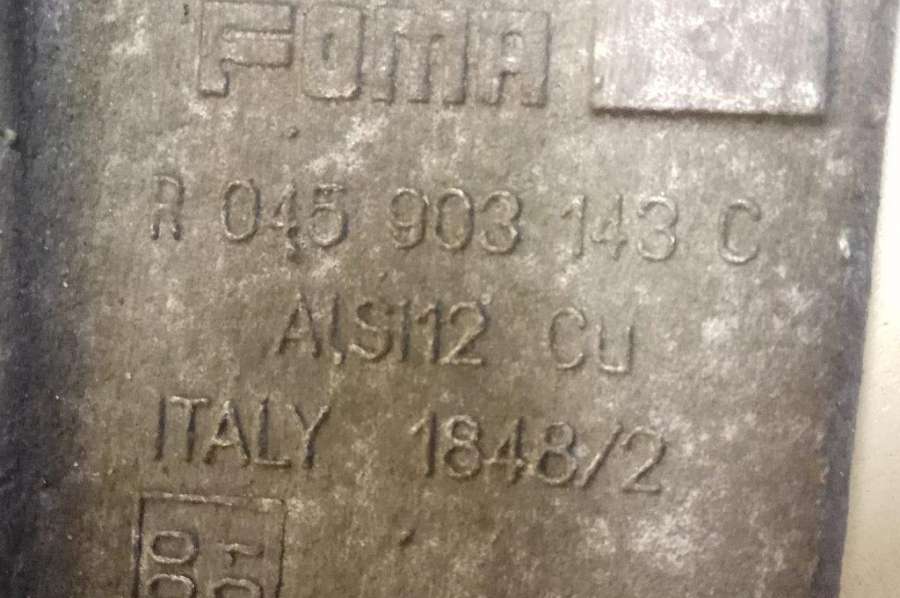 FOMA
R 045 903 143 C
AlSi12 Cu
ITALY 1848/2